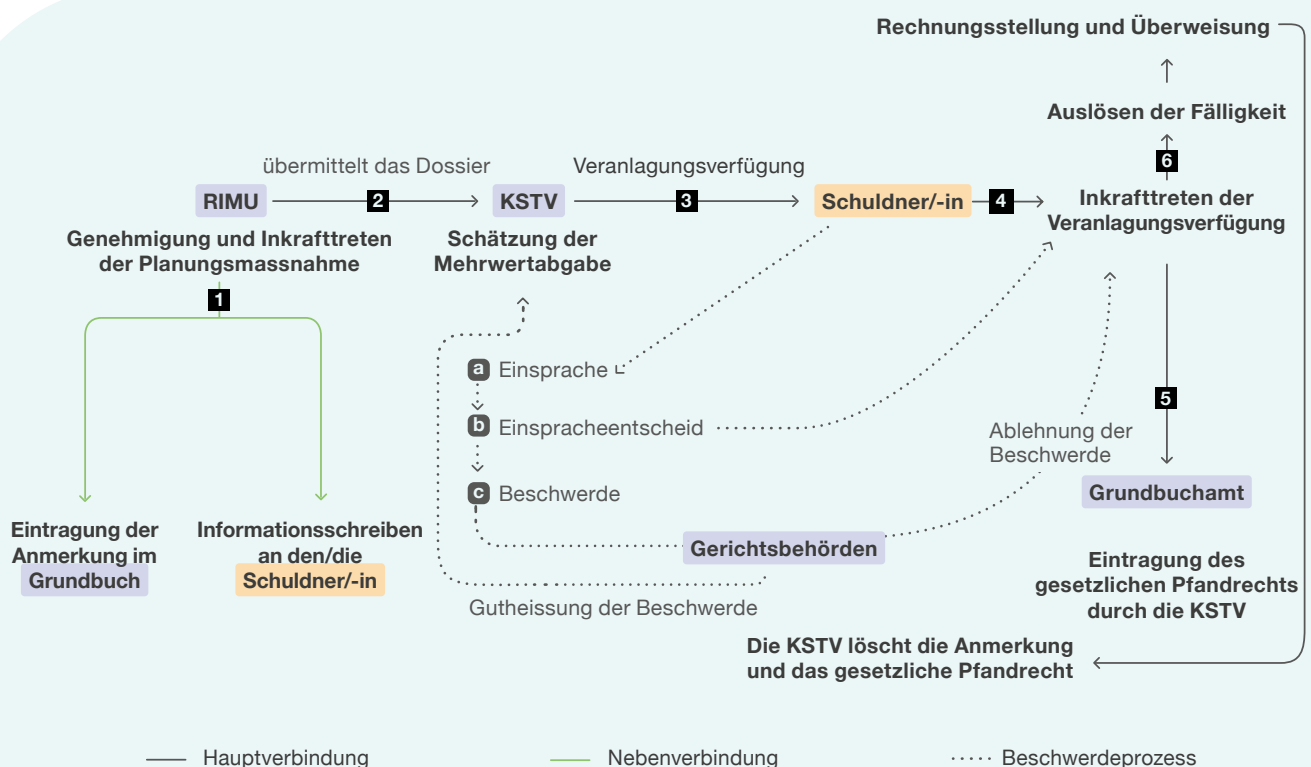 Rechnungsstellung und Überweisung
Auslösen der Fälligkeit
6
übermittelt das Dossier
Veranlagungsverfügung
RIMU
2
KSTV
3
Schuldner/-in
4
Inkrafttreten der
Veranlagungsverfügung
Genehmigung und Inkrafttreten
der Planungsmassnahme
Schätzung der
Mehrwertabgabe
1
a Einsprache
b Einspracheentscheid
c Beschwerde
5
Ablehnung der
Beschwerde
Grundbuchamt
Eintragung der
Anmerkung im
Grundbuch
Informationsschreiben
an den/die
Schuldner/-in
Gerichtsbehörden
Gutheissung der Beschwerde
Eintragung des
gesetzlichen Pfandrechts
durch die KSTV
Die KSTV löscht die Anmerkung
und das gesetzliche Pfandrecht
Hauptverbindung
Nebenverbindung
Beschwerdeprozess